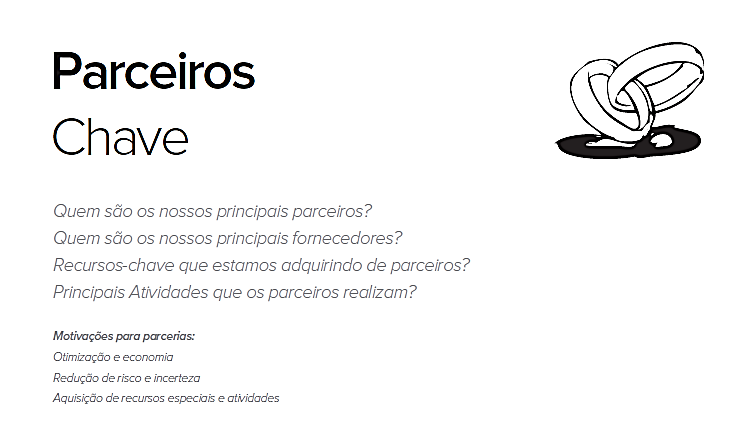 Parceiros
Chave
Quem são os nossos principais parceiros?
Quem são os nossos principais fornecedores?
Recursos-chave que estamos adquirindo de parceiros?
Principais Atividades que os parceiros realizam?
Motivações para parcerias:
Otimização e economia
Redução de risco e incerteza
Aquisição de recursos especiais e atividades